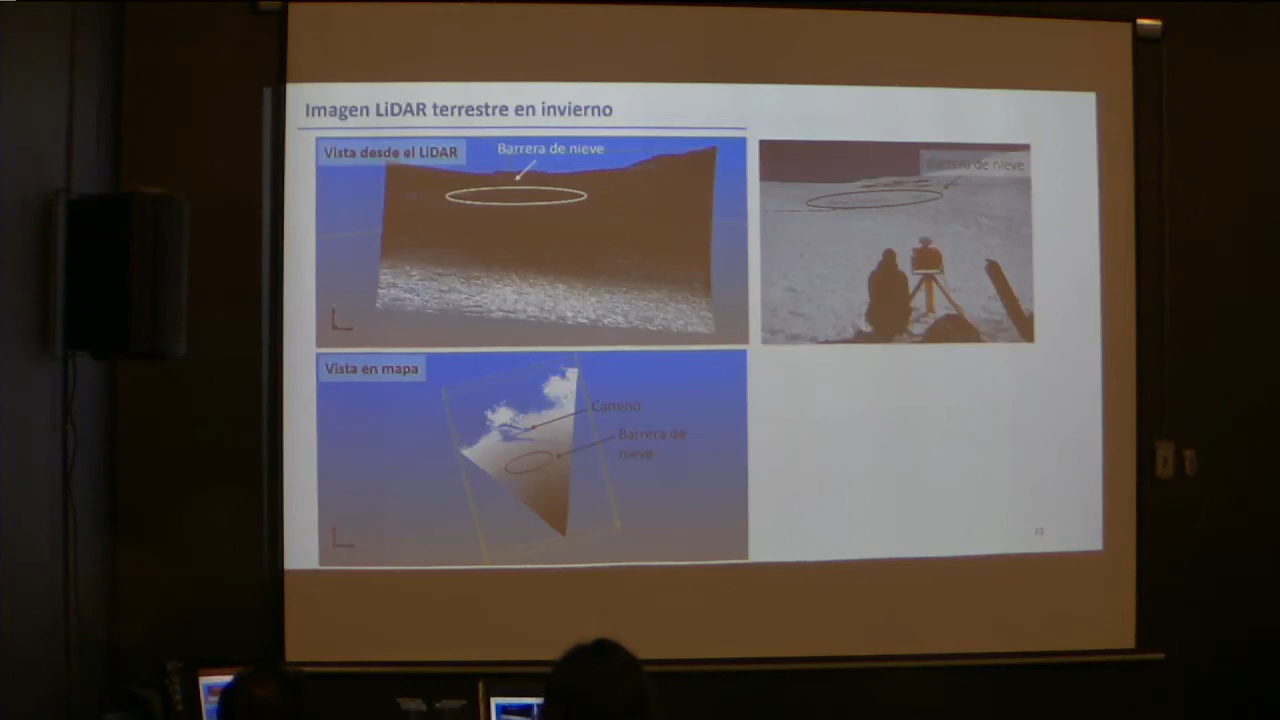 Imagen LiDAR terrestre en invierno
Vista desde el LiDAR
Barrera de nieve
Barrera de nieve
Vista en mapa
Camino
Barrera de
nieve